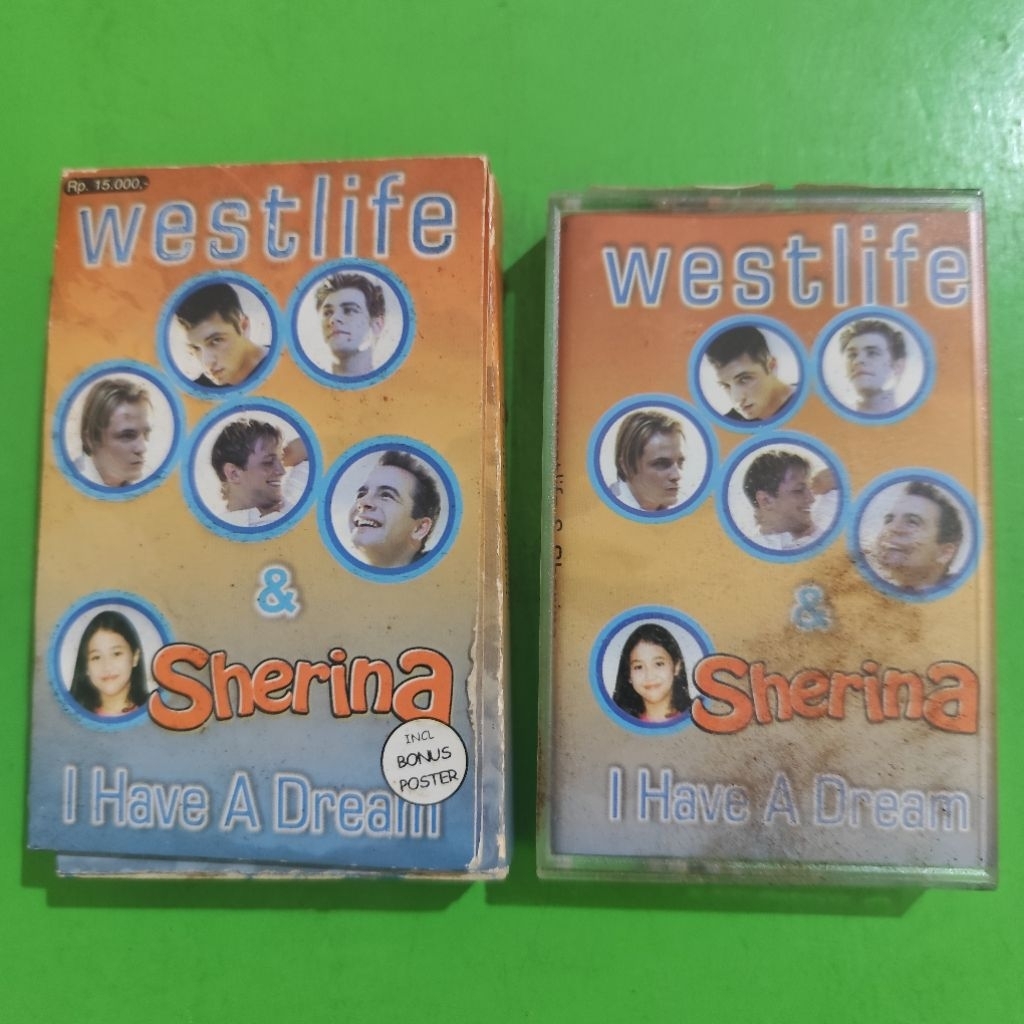 Rp. 15.000,-
westlife
&
Sherina
INCL
BONUS
POSTER
I Have A Dream
westlife
&
Sherina
I Have A Dream